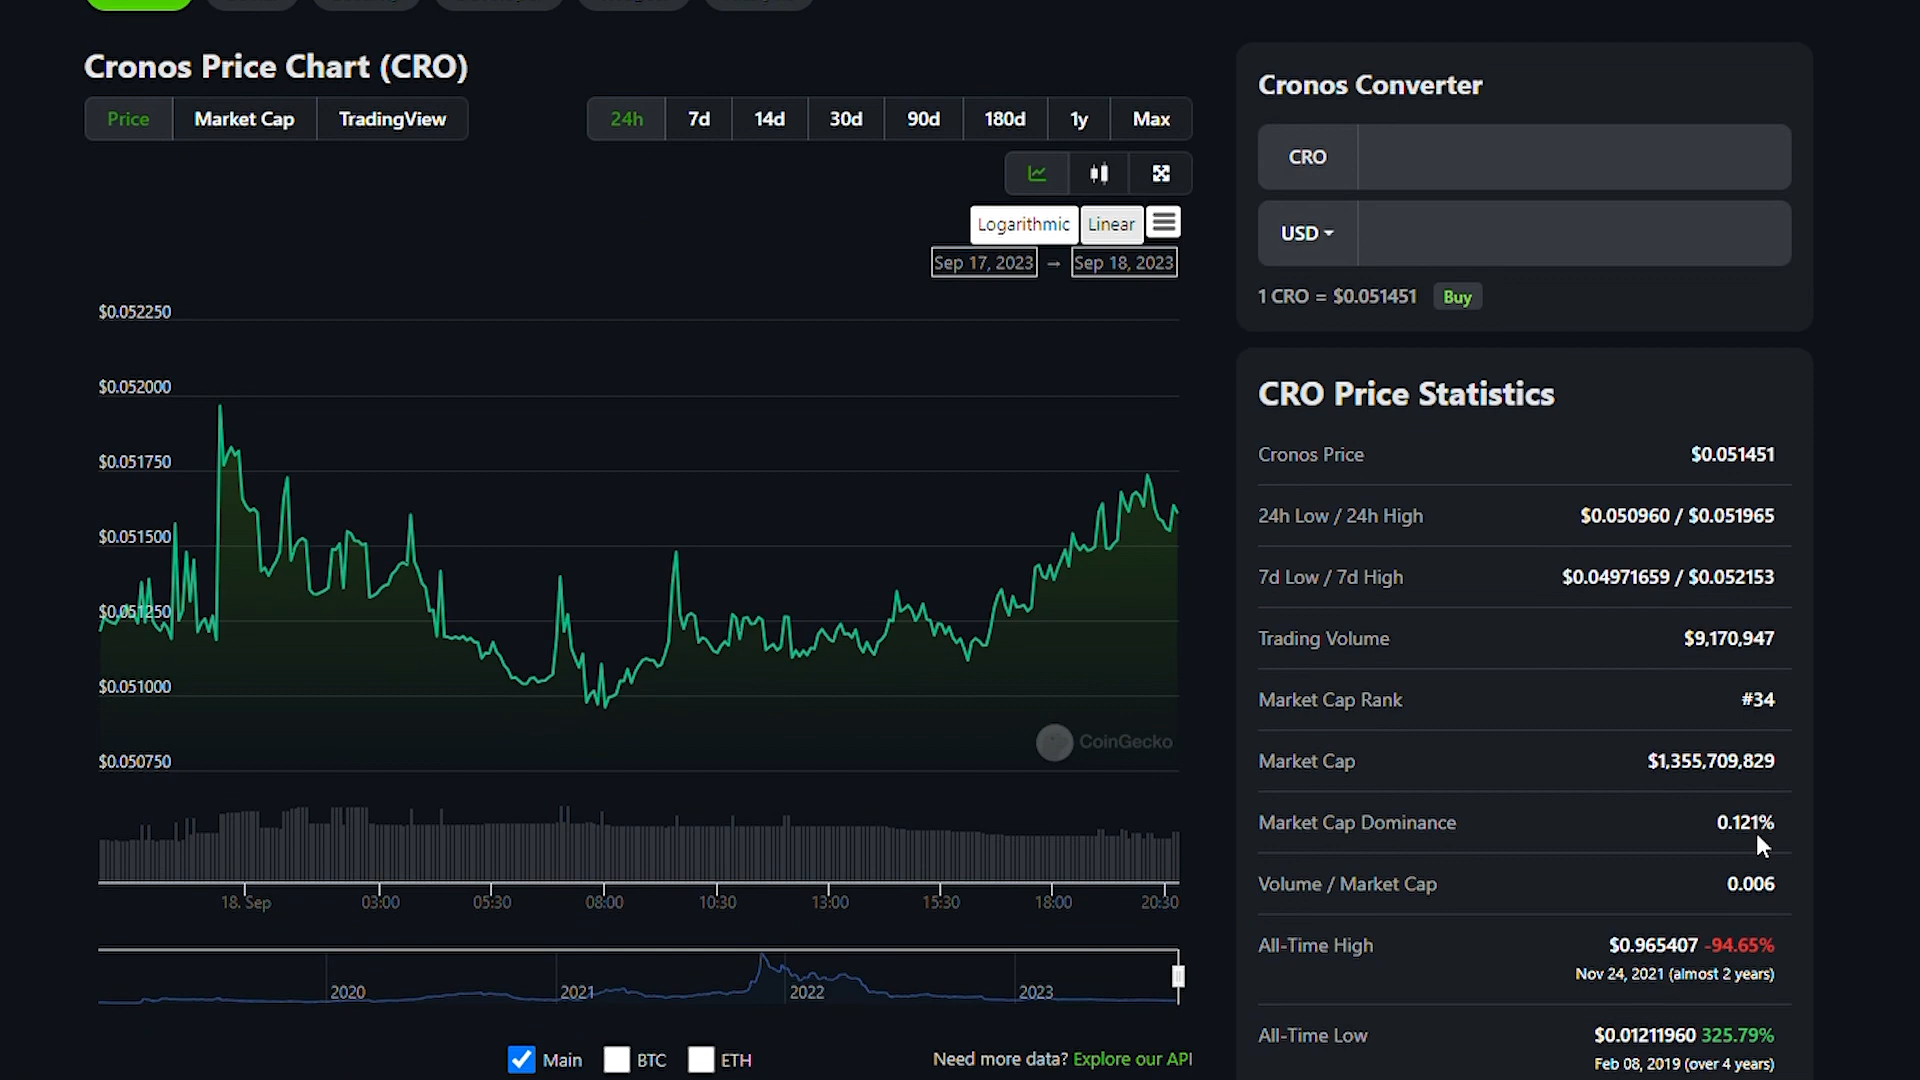 Cronos Price Chart (CRO)
Price
Market Cap
TradingView
24h
7d
14d
30d
90d
180d
1y
Max
Logarithmic
Linear
Sep 17, 2023 → Sep 18, 2023
$0.052250
$0.052000
$0.051750
$0.051500
$0.051250
$0.051000
$0.050750
CoinGecko
18. Sep
03:00
05:30
08:00
10:30
13:00
15:30
18:00
20:30
2020
2021
2022
2023
Main
BTC
ETH
Need more data? Explore our API
Cronos Converter
CRO
USD
1 CRO = $0.051451
Buy
CRO Price Statistics
Cronos Price $0.051451
24h Low / 24h High $0.050960 / $0.051965
7d Low / 7d High $0.04971659 / $0.052153
Trading Volume $9,170,947
Market Cap Rank #34
Market Cap $1,355,709,829
Market Cap Dominance 0.121%
Volume / Market Cap 0.006
All-Time High $0.965407 -94.65%
Nov 24, 2021 (almost 2 years)
All-Time Low $0.01211960 325.79%
Feb 08, 2019 (over 4 years)